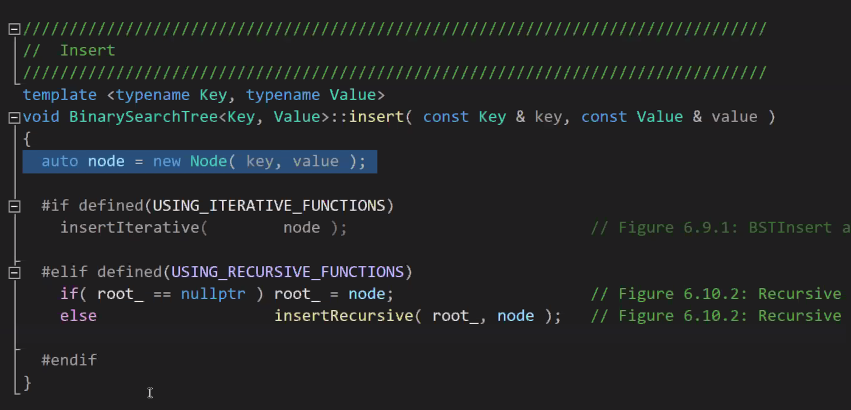 ////////////////////////////////////////////////////////////////////////////////
//  Insert
////////////////////////////////////////////////////////////////////////////////
template <typename Key, typename Value>
void BinarySearchTree<Key, Value>::insert( const Key & key, const Value & value )
{
  auto node = new Node( key, value );

  #if defined(USING_ITERATIVE_FUNCTIONS)
    insertIterative(        node );                          // Figure 6.9.1: BSTInsert a

  #elif defined(USING_RECURSIVE_FUNCTIONS)
    if( root_ == nullptr ) root_ = node;                     // Figure 6.10.2: Recursive
    else                   insertRecursive( root_, node );   // Figure 6.10.2: Recursive

  #endif
}